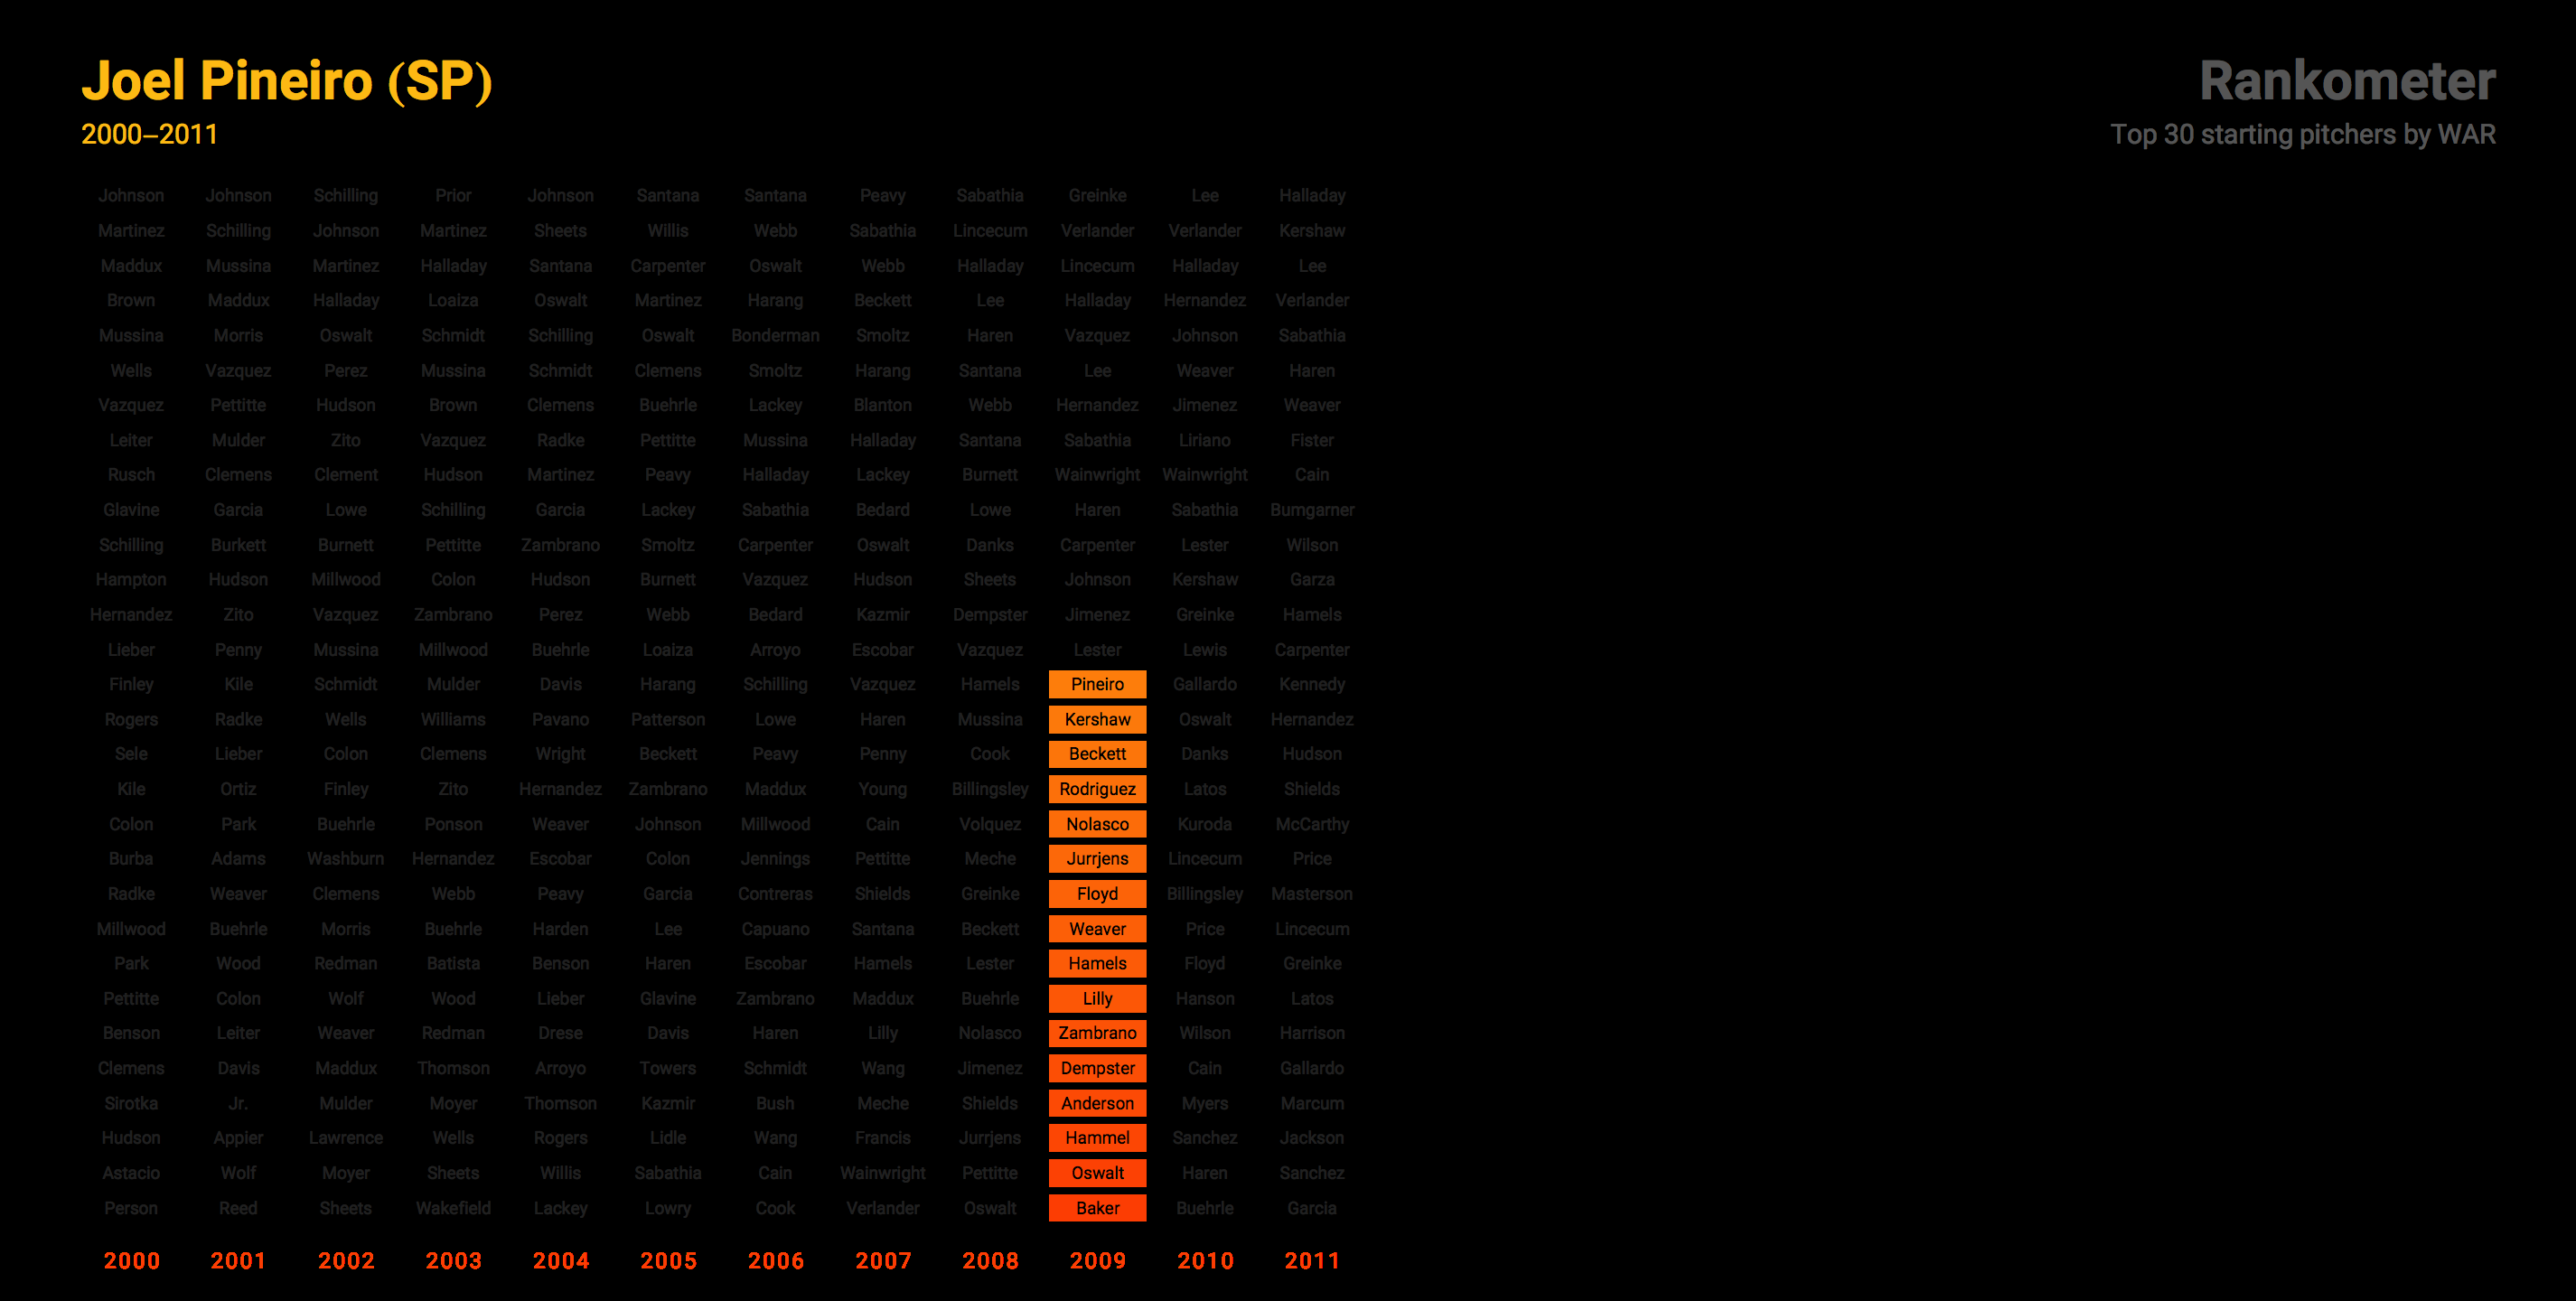 Joel Pineiro (SP)
2000–2011
Rankometer
Top 30 starting pitchers by WAR
Johnson Johnson Schilling Prior Johnson Santana Santana Peavy Sabathia Greinke Lee Halladay
Martinez Schilling Johnson Martinez Sheets Willis Webb Sabathia Lincecum Verlander Verlander Kershaw
Maddux Mussina Martinez Halladay Santana Carpenter Oswalt Webb Halladay Lincecum Halladay Lee
Brown Maddux Halladay Loaiza Oswalt Martinez Harang Beckett Lee Halladay Hernandez Verlander
Mussina Morris Oswalt Schmidt Schilling Oswalt Bonderman Smoltz Haren Vazquez Johnson Sabathia
Wells Vazquez Perez Mussina Schmidt Clemens Smoltz Harang Santana Lee Weaver Haren
Vazquez Pettitte Hudson Brown Clemens Buehrle Lackey Blanton Webb Hernandez Jimenez Weaver
Leiter Mulder Zito Vazquez Radke Pettitte Mussina Halladay Santana Sabathia Liriano Fister
Rusch Clemens Clement Hudson Martinez Peavy Halladay Lackey Burnett Wainwright Wainwright Cain
Glavine Garcia Lowe Schilling Garcia Lackey Sabathia Bedard Lowe Haren Sabathia Bumgarner
Schilling Burkett Burnett Pettitte Zambrano Smoltz Carpenter Oswalt Danks Carpenter Lester Wilson
Hampton Hudson Millwood Colon Hudson Burnett Vazquez Hudson Sheets Johnson Kershaw Garza
Hernandez Zito Vazquez Zambrano Perez Webb Bedard Kazmir Dempster Jimenez Greinke Hamels
Lieber Penny Mussina Millwood Buehrle Loaiza Arroyo Escobar Vazquez Lester Lewis Carpenter
Finley Kile Schmidt Mulder Davis Harang Schilling Vazquez Hamels Pineiro Gallardo Kennedy
Rogers Radke Wells Williams Pavano Patterson Lowe Haren Mussina Kershaw Oswalt Hernandez
Sele Lieber Colon Clemens Wright Beckett Peavy Penny Cook Beckett Danks Hudson
Kile Ortiz Finley Zito Hernandez Zambrano Maddux Young Billingsley Rodriguez Latos Shields
Colon Park Buehrle Ponson Weaver Johnson Millwood Cain Volquez Nolasco Kuroda McCarthy
Burba Adams Washburn Hernandez Escobar Colon Jennings Pettitte Meche Jurrjens Lincecum Price
Radke Weaver Clemens Webb Peavy Garcia Contreras Shields Greinke Floyd Billingsley Masterson
Millwood Buehrle Morris Buehrle Harden Lee Capuano Santana Beckett Weaver Price Lincecum
Park Wood Redman Batista Benson Haren Escobar Hamels Lester Hamels Floyd Greinke
Pettitte Colon Wolf Wood Lieber Glavine Zambrano Maddux Buehrle Lilly Hanson Latos
Benson Leiter Weaver Redman Drese Davis Haren Lilly Nolasco Zambrano Wilson Harrison
Clemens Davis Maddux Thomson Arroyo Towers Schmidt Wang Jimenez Dempster Cain Gallardo
Sirotka Jr. Mulder Moyer Thomson Kazmir Bush Meche Shields Anderson Myers Marcum
Hudson Appier Lawrence Wells Rogers Lidle Wang Francis Jurrjens Hammel Sanchez Jackson
Astacio Wolf Moyer Sheets Willis Sabathia Cain Wainwright Pettitte Oswalt Haren Sanchez
Person Reed Sheets Wakefield Lackey Lowry Cook Verlander Oswalt Baker Buehrle Garcia
2000 2001 2002 2003 2004 2005 2006 2007 2008 2009 2010 2011